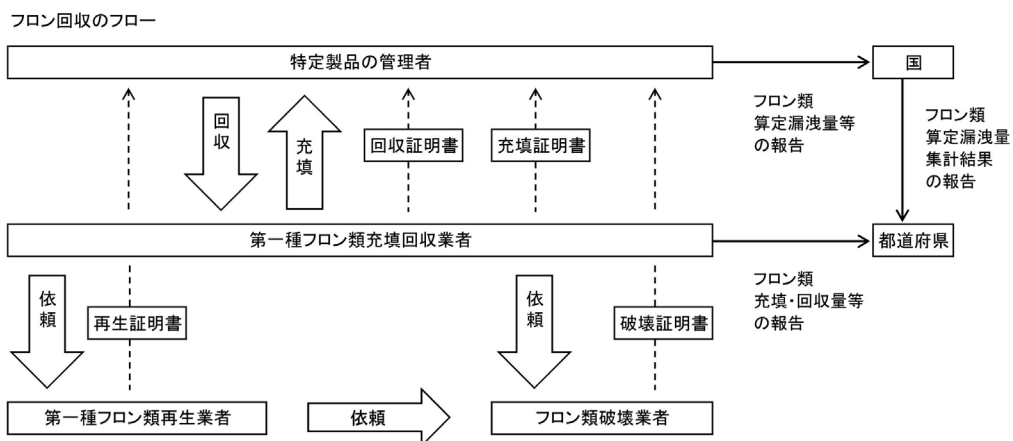 フロン回収のフロー
特定製品の管理者
国
フロン類
算定漏洩量等
の報告
フロン類
算定漏洩量
集計結果
の報告
回収
充填
回収証明書
充填証明書
第一種フロン類充填回収業者
都道府県
フロン類
充填・回収量等
の報告
依頼
再生証明書
依頼
破壊証明書
第一種フロン類再生業者
依頼
フロン類破壊業者